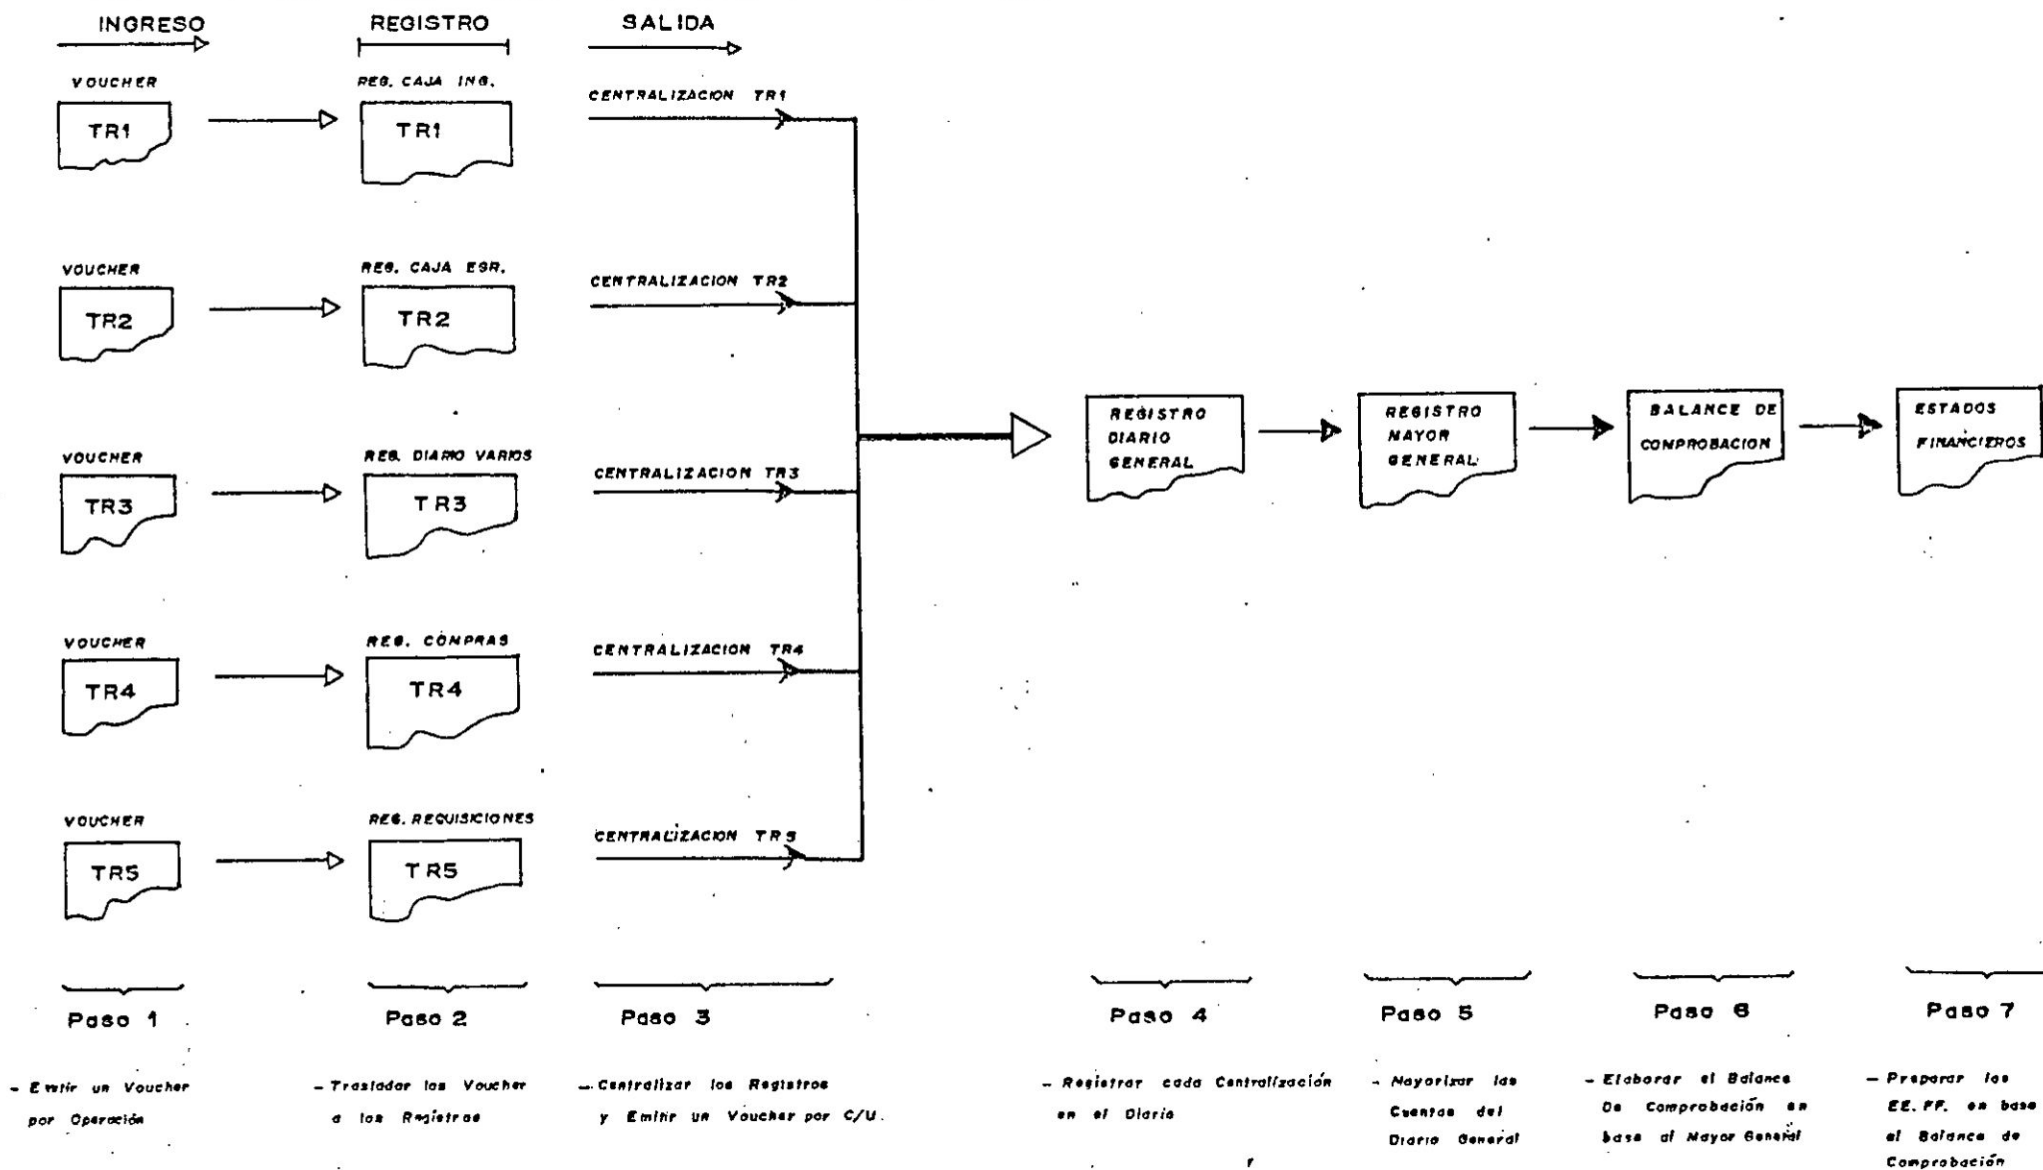 INGRESO
REGISTRO
SALIDA
VOUCHER
TR1
REG. CAJA ING.
TR1
CENTRALIZACION TR1
VOUCHER
TR2
REG. CAJA EGR.
TR2
CENTRALIZACION TR2
VOUCHER
TR3
REG. DIARIO VARIOS
TR3
CENTRALIZACION TR3
VOUCHER
TR4
REG. COMPRAS
TR4
CENTRALIZACION TR4
VOUCHER
TR5
REG. REQUISICIONES
TR5
CENTRALIZACION TR5
REGISTRO
DIARIO
GENERAL
REGISTRO
MAYOR
GENERAL
BALANCE DE
COMPROBACION
ESTADOS
FINANCIEROS
Paso 1
- Emitir un Voucher
por Operación
Paso 2
- Trasladar los Voucher
a los Registros
Paso 3
- Centralizar los Registros
y Emitir un Voucher por C/U.
Paso 4
- Registrar cada Centralización
en el Diario
Paso 5
- Mayorizar las
Cuentas del
Diario General
Paso 6
- Elaborar el Balance
De Comprobación en
base al Mayor General
Paso 7
- Preparar los
EE.FF. en base
al Balance de
Comprobación